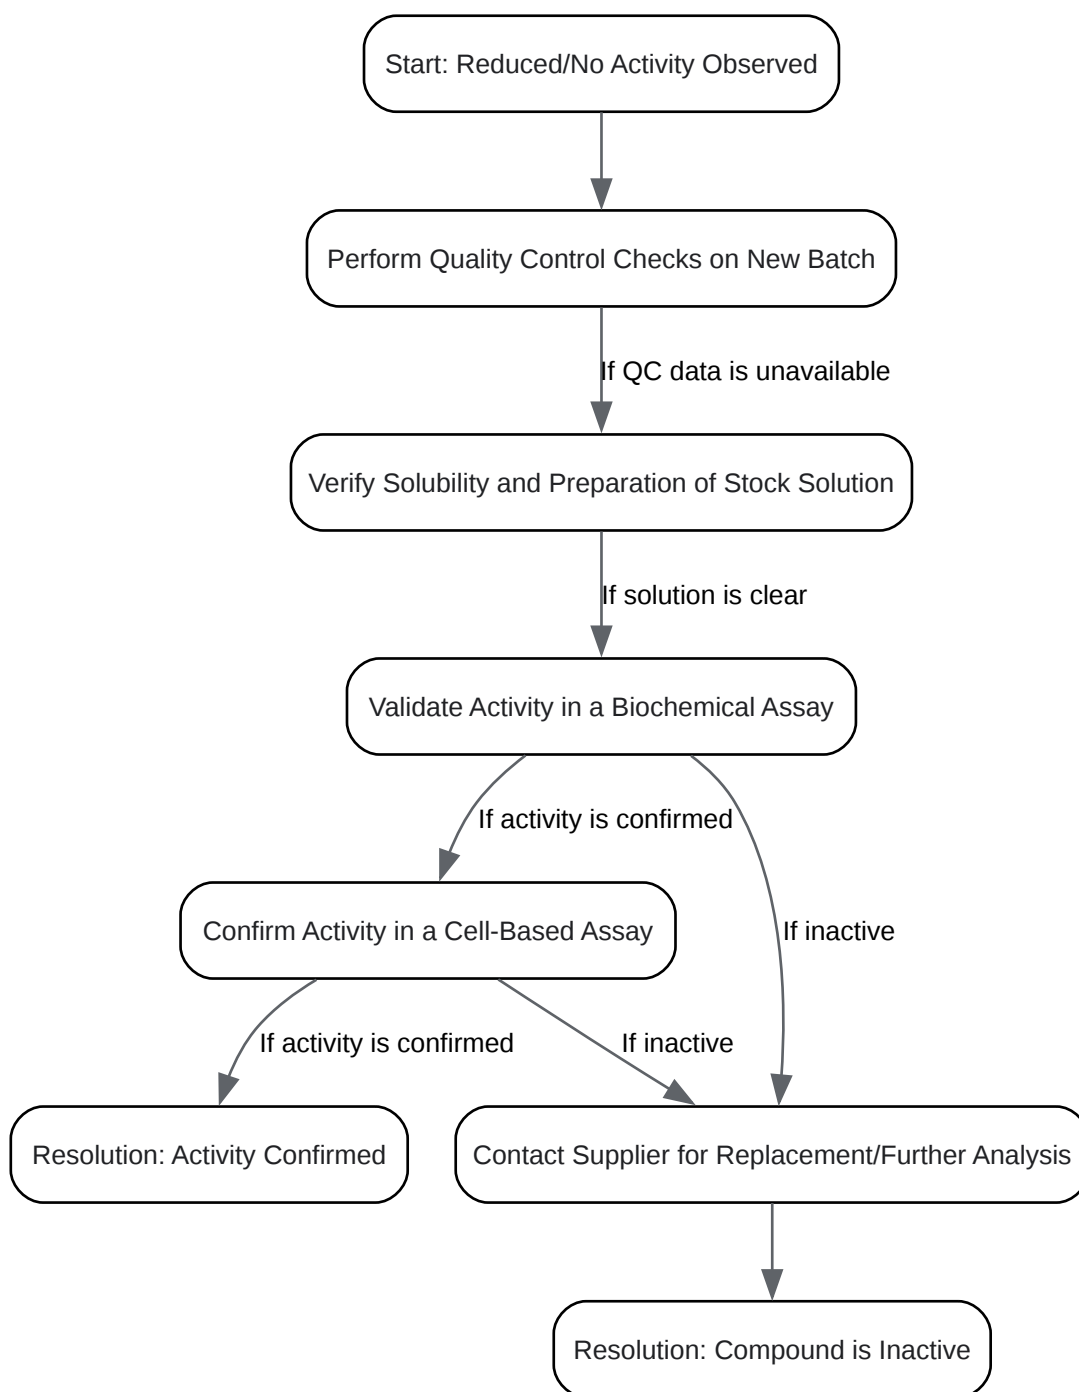 Start: Reduced/No Activity Observed
Perform Quality Control Checks on New Batch
If QC data is unavailable
Verify Solubility and Preparation of Stock Solution
If solution is clear
Validate Activity in a Biochemical Assay
If activity is confirmed
Confirm Activity in a Cell-Based Assay
If inactive
If activity is confirmed
If inactive
Resolution: Activity Confirmed
Contact Supplier for Replacement/Further Analysis
Resolution: Compound is Inactive